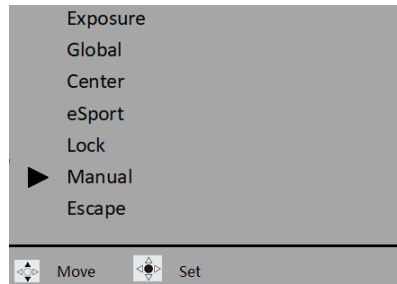 Exposure
Global
Center
eSport
Lock
Manual
Escape
Move Set